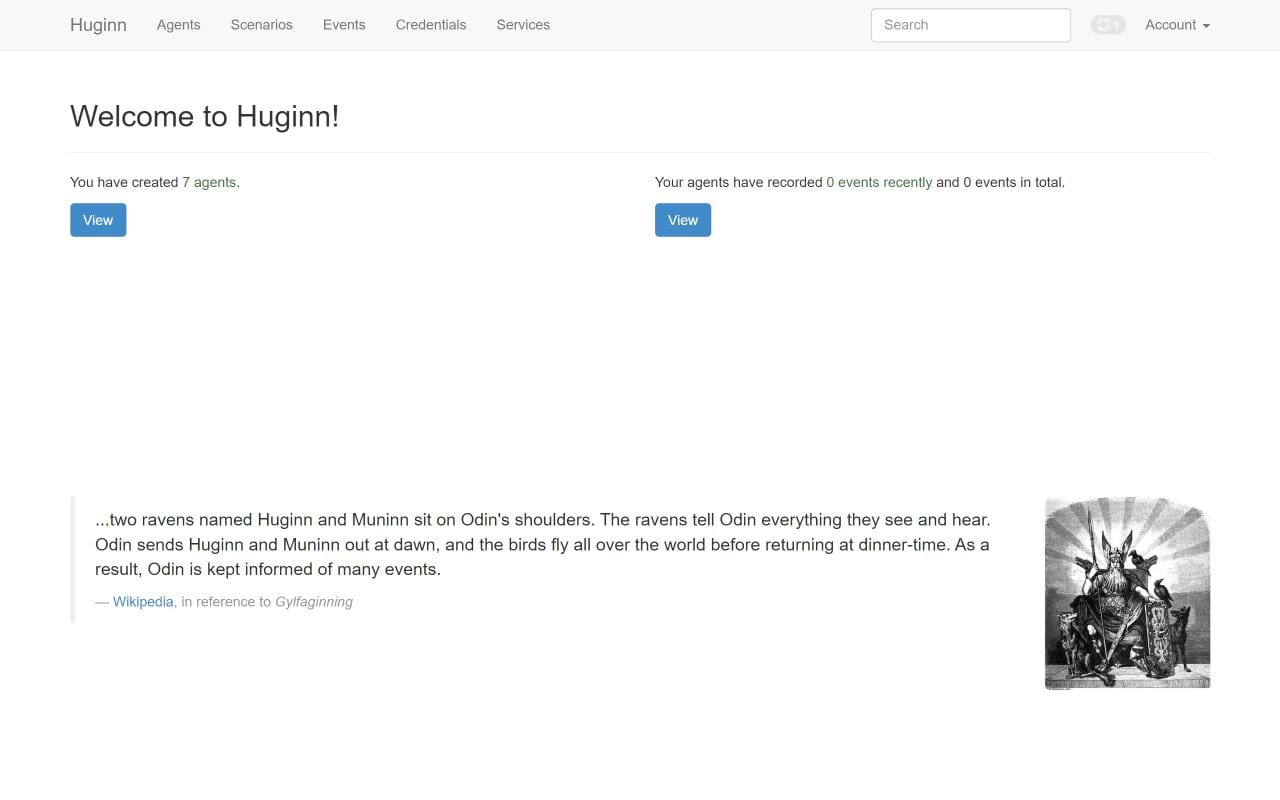 Huginn Agents Scenarios Events Credentials Services Search 1 Account
Welcome to Huginn!
You have created 7 agents.
View
Your agents have recorded 0 events recently and 0 events in total.
View
...two ravens named Huginn and Muninn sit on Odin's shoulders. The ravens tell Odin everything they see and hear.
Odin sends Huginn and Muninn out at dawn, and the birds fly all over the world before returning at dinner-time. As a
result, Odin is kept informed of many events.
— Wikipedia, in reference to Gylfaginning